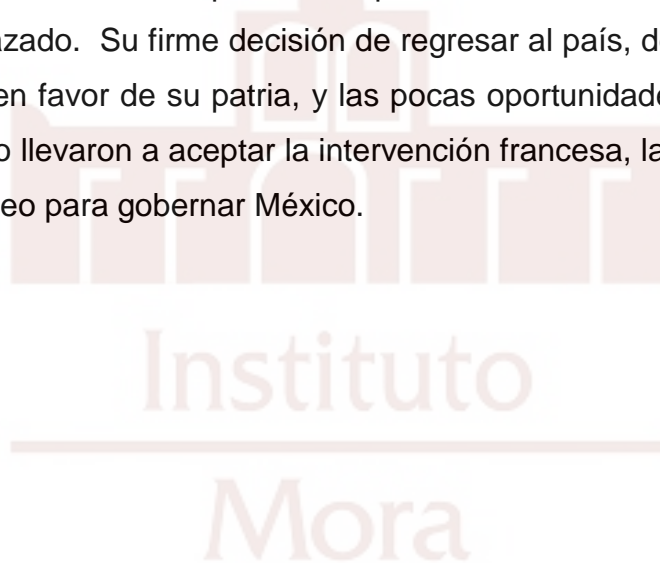 azado. Su firme decisión de regresar al país, d
en favor de su patria, y las pocas oportunidad
o llevaron a aceptar la intervención francesa, la
eo para gobernar México.
Instituto
Mora